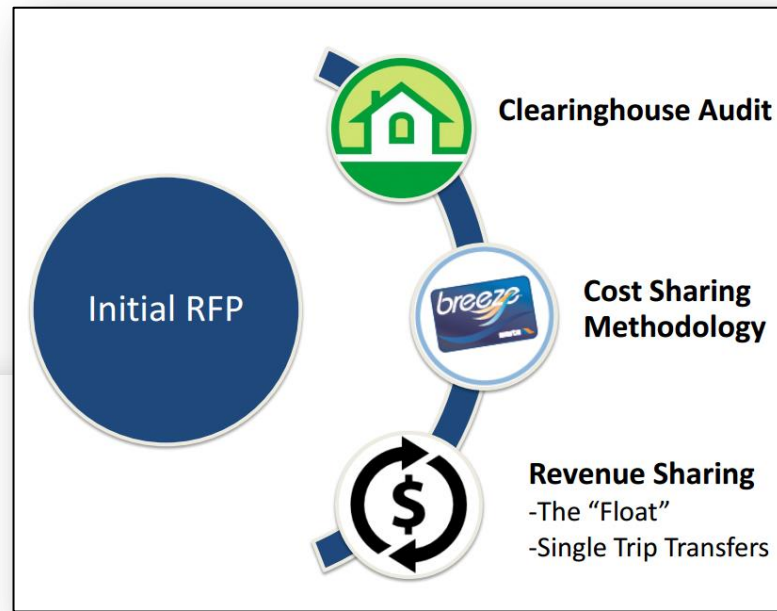 Clearinghouse Audit
Initial RFP
breeze
Cost Sharing
Methodology
$
Revenue Sharing
-The “Float”
-Single Trip Transfers